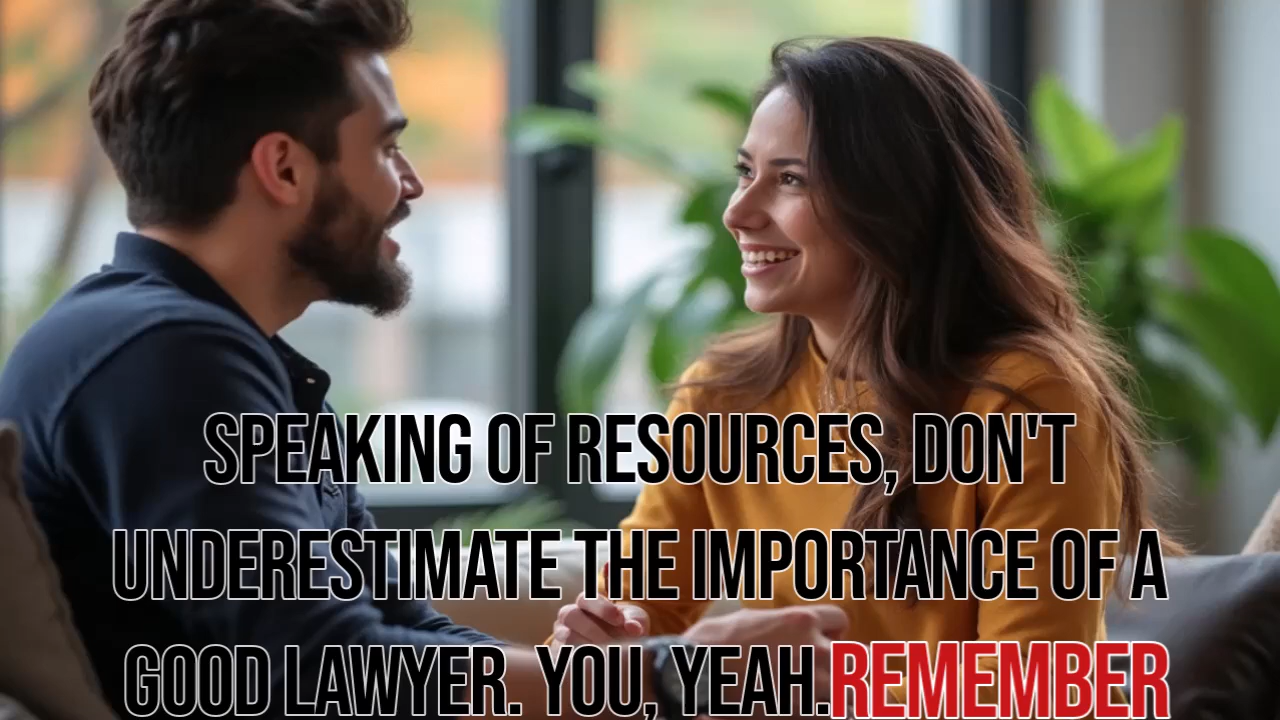 SPEAKING OF RESOURCES, DON'T
UNDERESTIMATE THE IMPORTANCE OF A
GOOD LAWYER. YOU, YEAH.REMEMBER